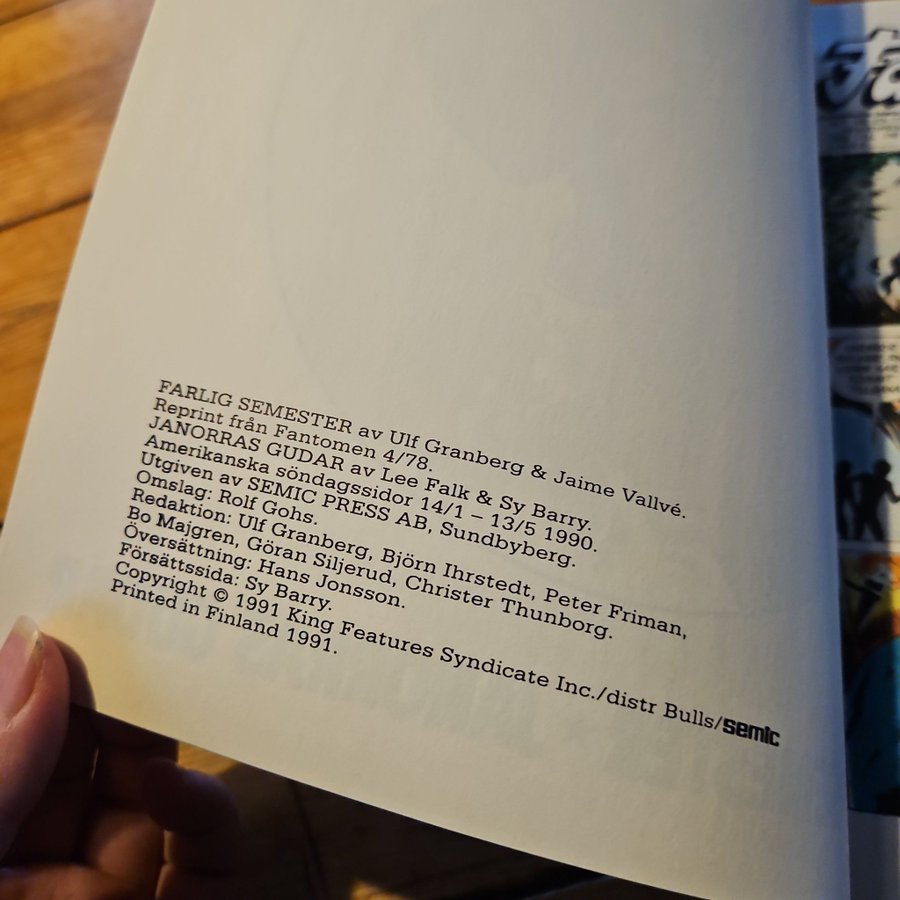 FARLIG SEMESTER av Ulf Granberg & Jaime Vallvé.
Reprint från Fantomen 4/78.
JANORRAS GUDAR av Lee Falk & Sy Barry.
Amerikanska söndagssidor 14/1 – 13/5 1990.
Utgiven av SEMIC PRESS AB, Sundbyberg.
Omslag: Rolf Gohs.
Redaktion: Ulf Granberg, Björn Ihrstedt, Peter Friman,
Bo Majgren, Göran Siljerud, Christer Thunborg.
Översättning: Hans Jonsson.
Försättssida: Sy Barry.
Copyright © 1991 King Features Syndicate Inc./distr Bulls/semic
Printed in Finland 1991.